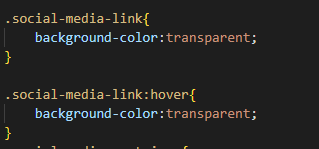 .social-media-link{
    background-color:transparent;
}
.social-media-link:hover{
    background-color:transparent;
}